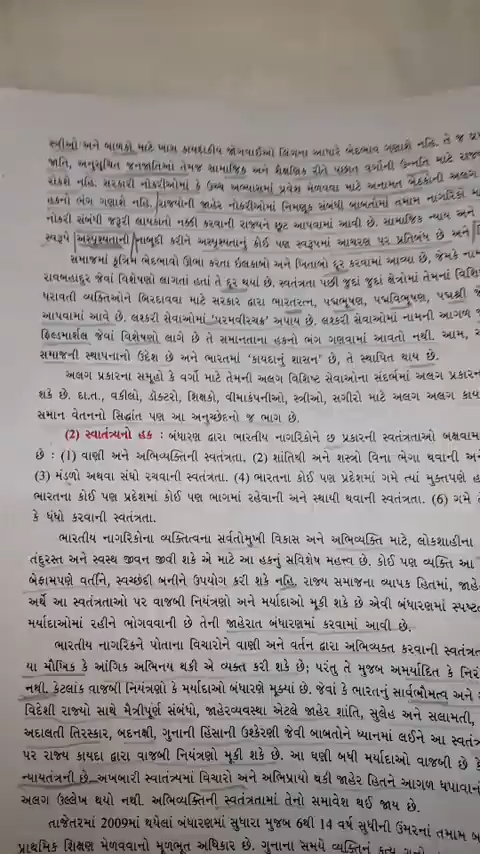 સ્ત્રીઓ અને બાળકો માટે ખાસ કાયદાકીય જોગવાઈઓ લિંગના આધારે ભેદભાવ ગણાશે નહિ. તે જ
જાતિ, અનુસૂચિત જનજાતિઓ તેમજ સામાજિક અને શૈક્ષણિક રીતે પછાત વર્ગોની ઉન્નતિ માટે
રોકશે નહિ. સરકારી નોકરીઓમાં કે ઉચ્ચ અભ્યાસમાં પ્રવેશ મેળવવા માટે અનામત બેઠકોની અલગ
હકનો ભંગ ગણાશે નહિ. રાજ્યોની જાહેર નોકરીઓમાં નિમણૂક સંબંધી બાબતોમાં તમામ નાગરિકો
નોકરી સંબંધી જરૂરી લાયકાતો નક્કી કરવાની રાજ્યને છૂટ આપવામાં આવી છે. સામાજિક ન્યાય અને
સ્વરૂપે અસ્પૃશ્યતાની નાબૂદી કરીને અસ્પૃશ્યતાનું કોઈ પણ સ્વરૂપમાં આચરણ પર પ્રતિબંધ છે અને
સમાજમાં કૃત્રિમ ભેદભાવો ઊભા કરતા ઇલકાબો અને ખિતાબો દૂર કરવામાં આવ્યા છે, જેમકે
રાવબહાદુર જેવાં વિશેષણો લાગતાં હતાં તે દૂર થયાં છે. સ્વતંત્રતા પછી જુદાં જુદાં ક્ષેત્રોમાં તેમનાં
ધરાવતી વ્યક્તિઓને બિરદાવવા માટે સરકાર દ્વારા ભારતરત્ન, પદ્મભૂષણ, પદ્મવિભૂષણ, પદ્મશ્રી
આપવામાં આવે છે. લશ્કરી સેવાઓમાં 'પરમવીરચક્ર' અપાય છે. લશ્કરી સેવાઓમાં નામની આગળ
ફિલ્ડમાર્શલ જેવાં વિશેષણો લાગે છે તે સમાનતાના હકનો ભંગ ગણવામાં આવતો નથી. આમ,
સમાજની સ્થાપનાનો ઉદ્દેશ છે અને ભારતમાં 'કાયદાનું શાસન' છે, તે સ્થાપિત થાય છે.
અલગ પ્રકારના સમૂહો કે વર્ગો માટે તેમની અલગ વિશિષ્ટ સેવાઓના સંદર્ભમાં અલગ
શકે છે. દા.ત., વકીલો, ડૉક્ટરો, શિક્ષકો, વીમાકંપનીઓ, સ્ત્રીઓ, સગીરો માટે અલગ અલગ
સમાન વેતનનો સિદ્ધાંત પણ આ અનુચ્છેદનો જ ભાગ છે.
(2) સ્વાતંત્ર્યનો હક : બંધારણ દ્વારા ભારતીય નાગરિકોને છ પ્રકારની સ્વતંત્રતાઓ
છે : (1) વાણી અને અભિવ્યક્તિની સ્વતંત્રતા. (2) શાંતિથી અને શસ્ત્રો વિના ભેગા થવાની
(3) મંડળો અથવા સંઘો રચવાની સ્વતંત્રતા. (4) ભારતના કોઈ પણ પ્રદેશમાં ગમે ત્યાં મુક્તપણે
ભારતના કોઈ પણ પ્રદેશમાં કોઈ પણ ભાગમાં રહેવાની અને સ્થાયી થવાની સ્વતંત્રતા. (6) ગમે
કે ધંધો કરવાની સ્વતંત્રતા.
ભારતીય નાગરિકોના વ્યક્તિત્વના સર્વતોમુખી વિકાસ અને અભિવ્યક્તિ માટે, લોકશાહીના
તંદુરસ્ત અને સ્વસ્થ જીવન જીવી શકે એ માટે આ હકનું સવિશેષ મહત્ત્વ છે. કોઈ પણ વ્યક્તિ આ
બેફામપણે વર્તીને, સ્વચ્છંદી બનીને ઉપયોગ કરી શકે નહિ, રાજ્ય સમાજના વ્યાપક હિતમાં,
અર્થે આ સ્વતંત્રતાઓ પર વાજબી નિયંત્રણો અને મર્યાદાઓ મૂકી શકે છે એવી બંધારણમાં
મર્યાદાઓમાં રહીને ભોગવવાની છે તેની જાહેરાત બંધારણમાં કરવામાં આવી છે.
ભારતીય નાગરિકને પોતાના વિચારોને વાણી અને વર્તન દ્વારા અભિવ્યક્ત કરવાની
યા મૌખિક કે આંગિક અભિનય થકી એ વ્યક્ત કરી શકે છે; પરંતુ તે મુજબ અમર્યાદિત કે
નથી. કેટલાંક વાજબી નિયંત્રણો કે મર્યાદાઓ બંધારણે મૂક્યાં છે. જેવાં કે ભારતનું સાર્વભૌમત્વ અને
વિદેશી રાજ્યો સાથે મૈત્રીપૂર્ણ સંબંધો, જાહેરવ્યવસ્થા એટલે જાહેર શાંતિ, સુલેહ અને સલામતી,
અદાલતી તિરસ્કાર, બદનક્ષી, ગુનાની હિંસાની ઉશ્કેરણી જેવી બાબતોને ધ્યાનમાં લઈને આ
પર રાજ્ય કાયદા દ્વારા વાજબી નિયંત્રણો મૂકી શકે છે. આ ઘણી બધી મર્યાદાઓ વાજબી છે કે
ન્યાયતંત્રની છે. અખબારી સ્વાતંત્ર્યમાં વિચારો અને અભિપ્રાયો થકી જાહેર હિતને આગળ ધપાવવાનો
અલગ ઉલ્લેખ થયો નથી. અભિવ્યક્તિની સ્વતંત્રતામાં તેનો સમાવેશ થઈ જાય છે.
તાજેતરમાં 2009માં થયેલાં બંધારણમાં સુધારા મુજબ 6થી 14 વર્ષ સુધીની ઉંમરનાં તમામ
પ્રાથમિક શિક્ષણ મેળવવાનો મૂળભૂત અધિકાર છે. ગુનાના સમયે વ્યક્તિનું